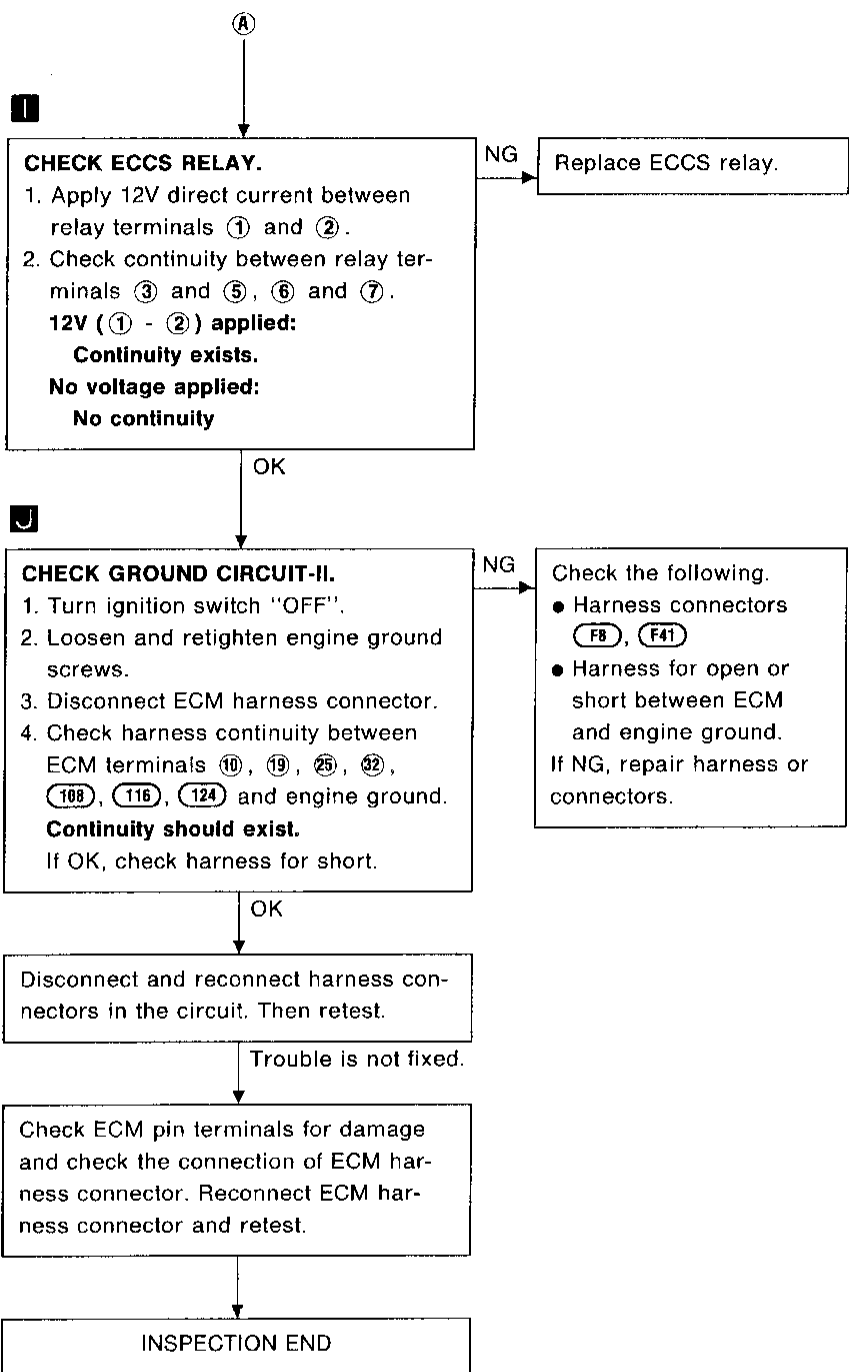 Ⓐ
I
CHECK ECCS RELAY.
1. Apply 12V direct current between
relay terminals ① and ②.
2. Check continuity between relay ter-
minals ③ and ⑤, ⑥ and ⑦.
12V (① - ②) applied:
Continuity exists.
No voltage applied:
No continuity
NG
Replace ECCS relay.
OK
J
CHECK GROUND CIRCUIT-II.
1. Turn ignition switch "OFF".
2. Loosen and retighten engine ground
screws.
3. Disconnect ECM harness connector.
4. Check harness continuity between
ECM terminals ⑩, ⑲, ㉕, ㉜,
108, 116, 124 and engine ground.
Continuity should exist.
If OK, check harness for short.
NG
Check the following.
● Harness connectors
F8, F41
● Harness for open or
short between ECM
and engine ground.
If NG, repair harness or
connectors.
OK
Disconnect and reconnect harness con-
nectors in the circuit. Then retest.
Trouble is not fixed.
Check ECM pin terminals for damage
and check the connection of ECM har-
ness connector. Reconnect ECM har-
ness connector and retest.
INSPECTION END